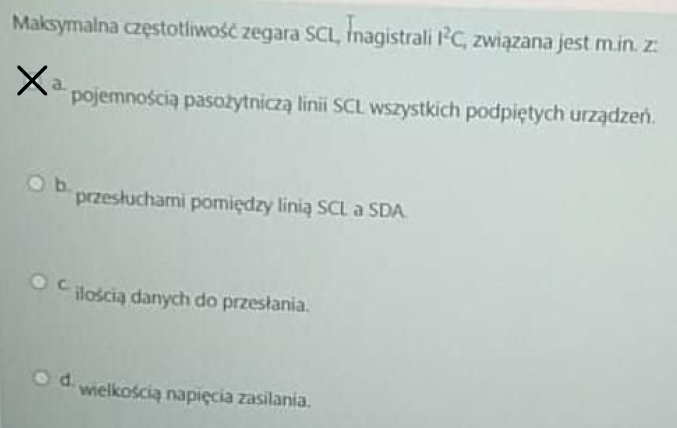 Maksymalna częstotliwość zegara SCL, magistrali I²C, związana jest m.in. z:
a. pojemnością pasożytniczą linii SCL wszystkich podpiętych urządzeń.
b. przesłuchami pomiędzy linią SCL a SDA.
c. ilością danych do przesłania.
d. wielkością napięcia zasilania.